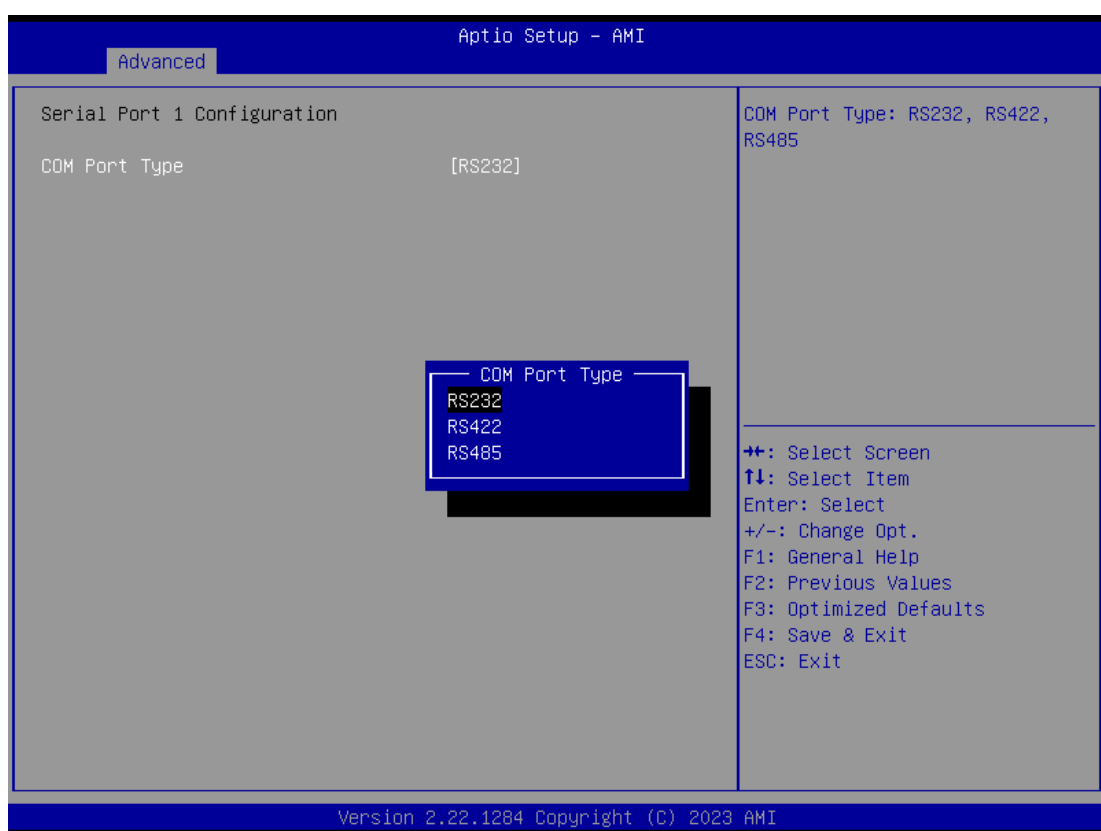 Aptio Setup – AMI
Advanced
Serial Port 1 Configuration
COM Port Type [RS232]
COM Port Type: RS232, RS422,
RS485
COM Port Type
RS232
RS422
RS485
→←: Select Screen
↑↓: Select Item
Enter: Select
+/-: Change Opt.
F1: General Help
F2: Previous Values
F3: Optimized Defaults
F4: Save & Exit
ESC: Exit
Version 2.22.1284 Copyright (C) 2023 AMI